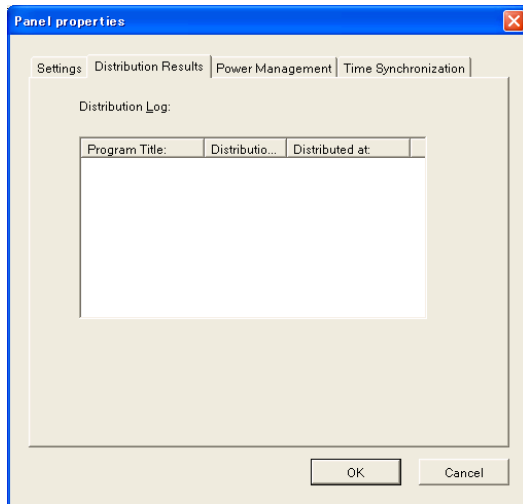 Panel properties
Settings Distribution Results Power Management Time Synchronization
Distribution Log:
Program Title: Distributio... Distributed at:
OK Cancel